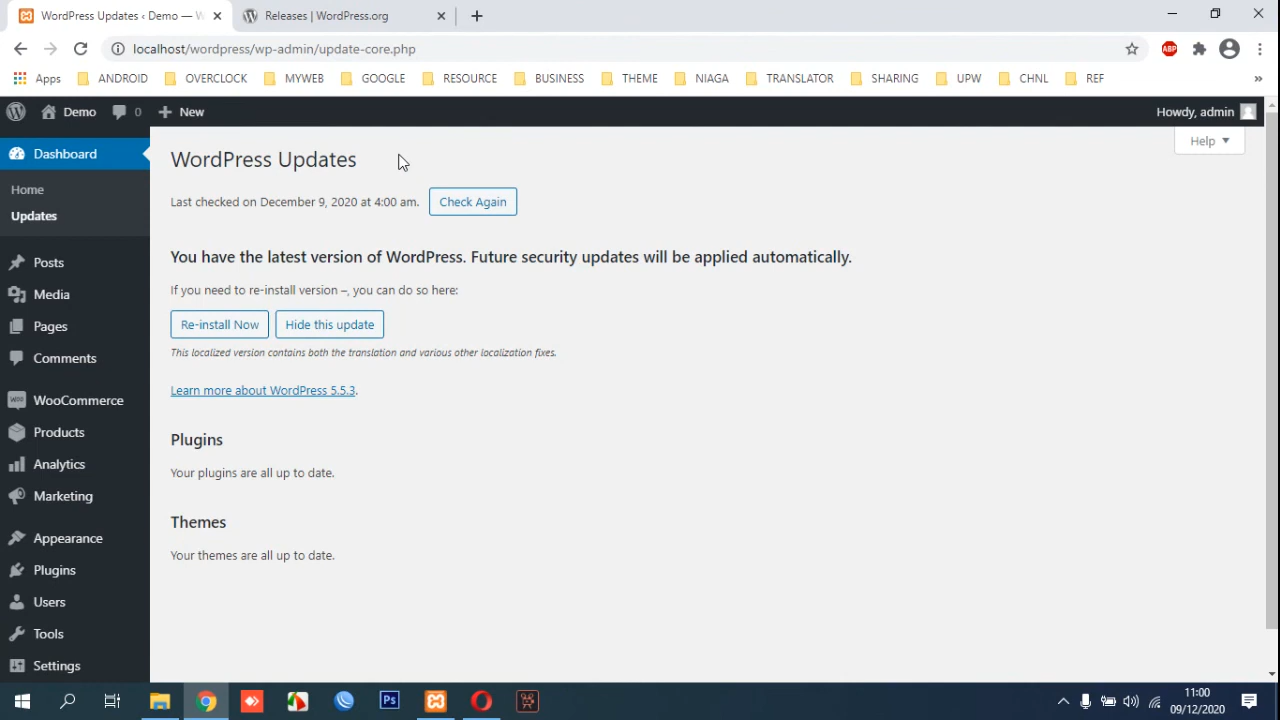 WordPress Updates ‹ Demo — W
Releases | WordPress.org
localhost/wordpress/wp-admin/update-core.php
ABP
Apps ANDROID OVERCLOCK MYWEB GOOGLE RESOURCE BUSINESS THEME NIAGA TRANSLATOR SHARING UPW CHNL REF »
Demo 0 New Howdy, admin
Dashboard
Home
Updates
Posts
Media
Pages
Comments
WooCommerce
Products
Analytics
Marketing
Appearance
Plugins
Users
Tools
Settings
Help
WordPress Updates
Last checked on December 9, 2020 at 4:00 am. Check Again
You have the latest version of WordPress. Future security updates will be applied automatically.
If you need to re-install version –, you can do so here:
Re-install Now Hide this update
This localized version contains both the translation and various other localization fixes.
Learn more about WordPress 5.5.3.
Plugins
Your plugins are all up to date.
Themes
Your themes are all up to date.
Ps
11:00
09/12/2020